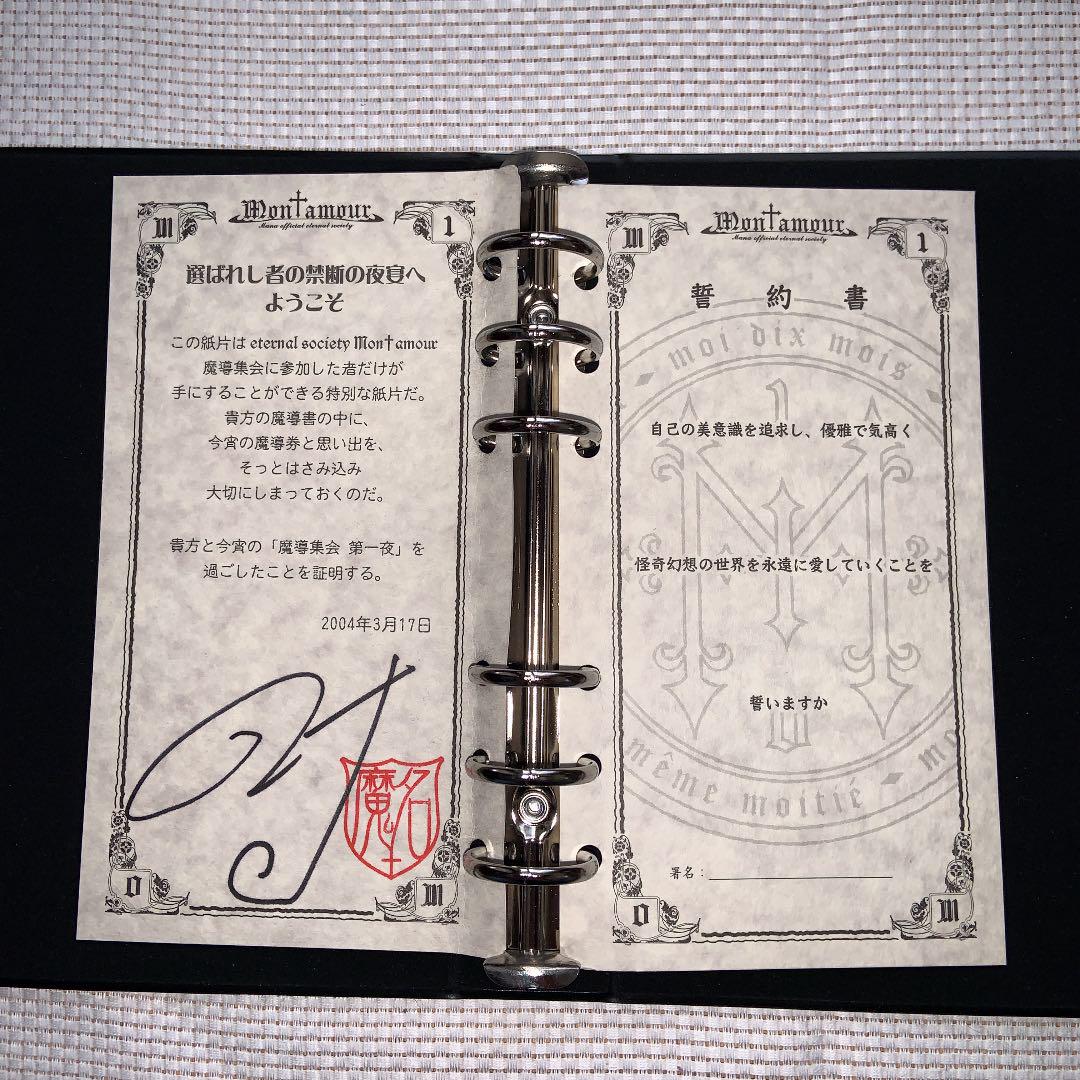 M
Mon†amour
Mana official eternal society
1
選ばれし者の禁断の夜宴へ
ようこそ
この紙片は eternal society Mon†amour
魔導集会に参加した者だけが
手にすることができる特別な紙片だ。
貴方の魔導書の中に、
今宵の魔導券と思い出を、
そっとはさみ込み
大切にしまっておくのだ。
貴方と今宵の「魔導集会 第一夜」を
過ごしたことを証明する。
2004年3月17日
魔名
D
M
M
Mon†amour
Mana official eternal society
1
誓約書
moi dix mois
自己の美意識を追求し、優雅で気高く
怪奇幻想の世界を永遠に愛していくことを
誓いますか
même moitié
署名：
D
M